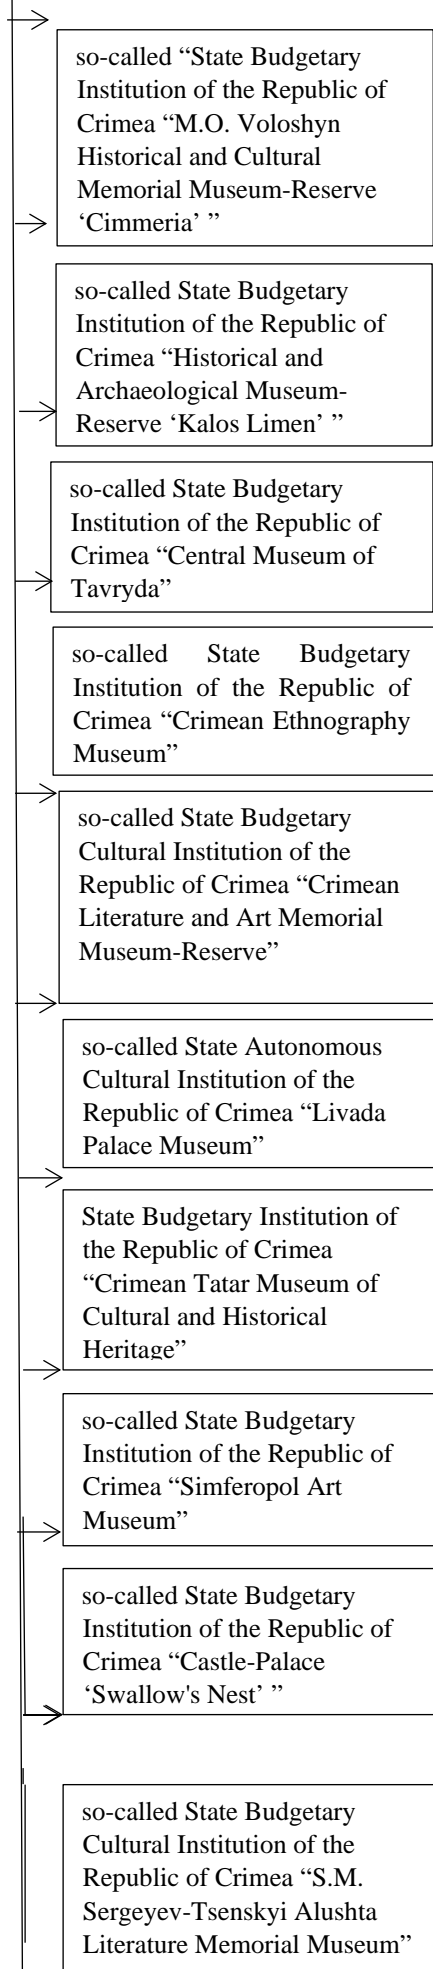 so-called “State Budgetary
Institution of the Republic of
Crimea “M.O. Voloshyn
Historical and Cultural
Memorial Museum-Reserve
‘Cimmeria’ ”
so-called State Budgetary
Institution of the Republic of
Crimea “Historical and
Archaeological Museum-
Reserve ‘Kalos Limen’ ”
so-called State Budgetary
Institution of the Republic of
Crimea “Central Museum of
Tavryda”
so-called State Budgetary
Institution of the Republic of
Crimea “Crimean Ethnography
Museum”
so-called State Budgetary
Cultural Institution of the
Republic of Crimea “Crimean
Literature and Art Memorial
Museum-Reserve”
so-called State Autonomous
Cultural Institution of the
Republic of Crimea “Livada
Palace Museum”
State Budgetary Institution of
the Republic of Crimea
“Crimean Tatar Museum of
Cultural and Historical
Heritage”
so-called State Budgetary
Institution of the Republic of
Crimea “Simferopol Art
Museum”
so-called State Budgetary
Institution of the Republic of
Crimea “Castle-Palace
‘Swallow's Nest’ ”
so-called State Budgetary
Cultural Institution of the
Republic of Crimea “S.M.
Sergeyev-Tsenskyi Alushta
Literature Memorial Museum”